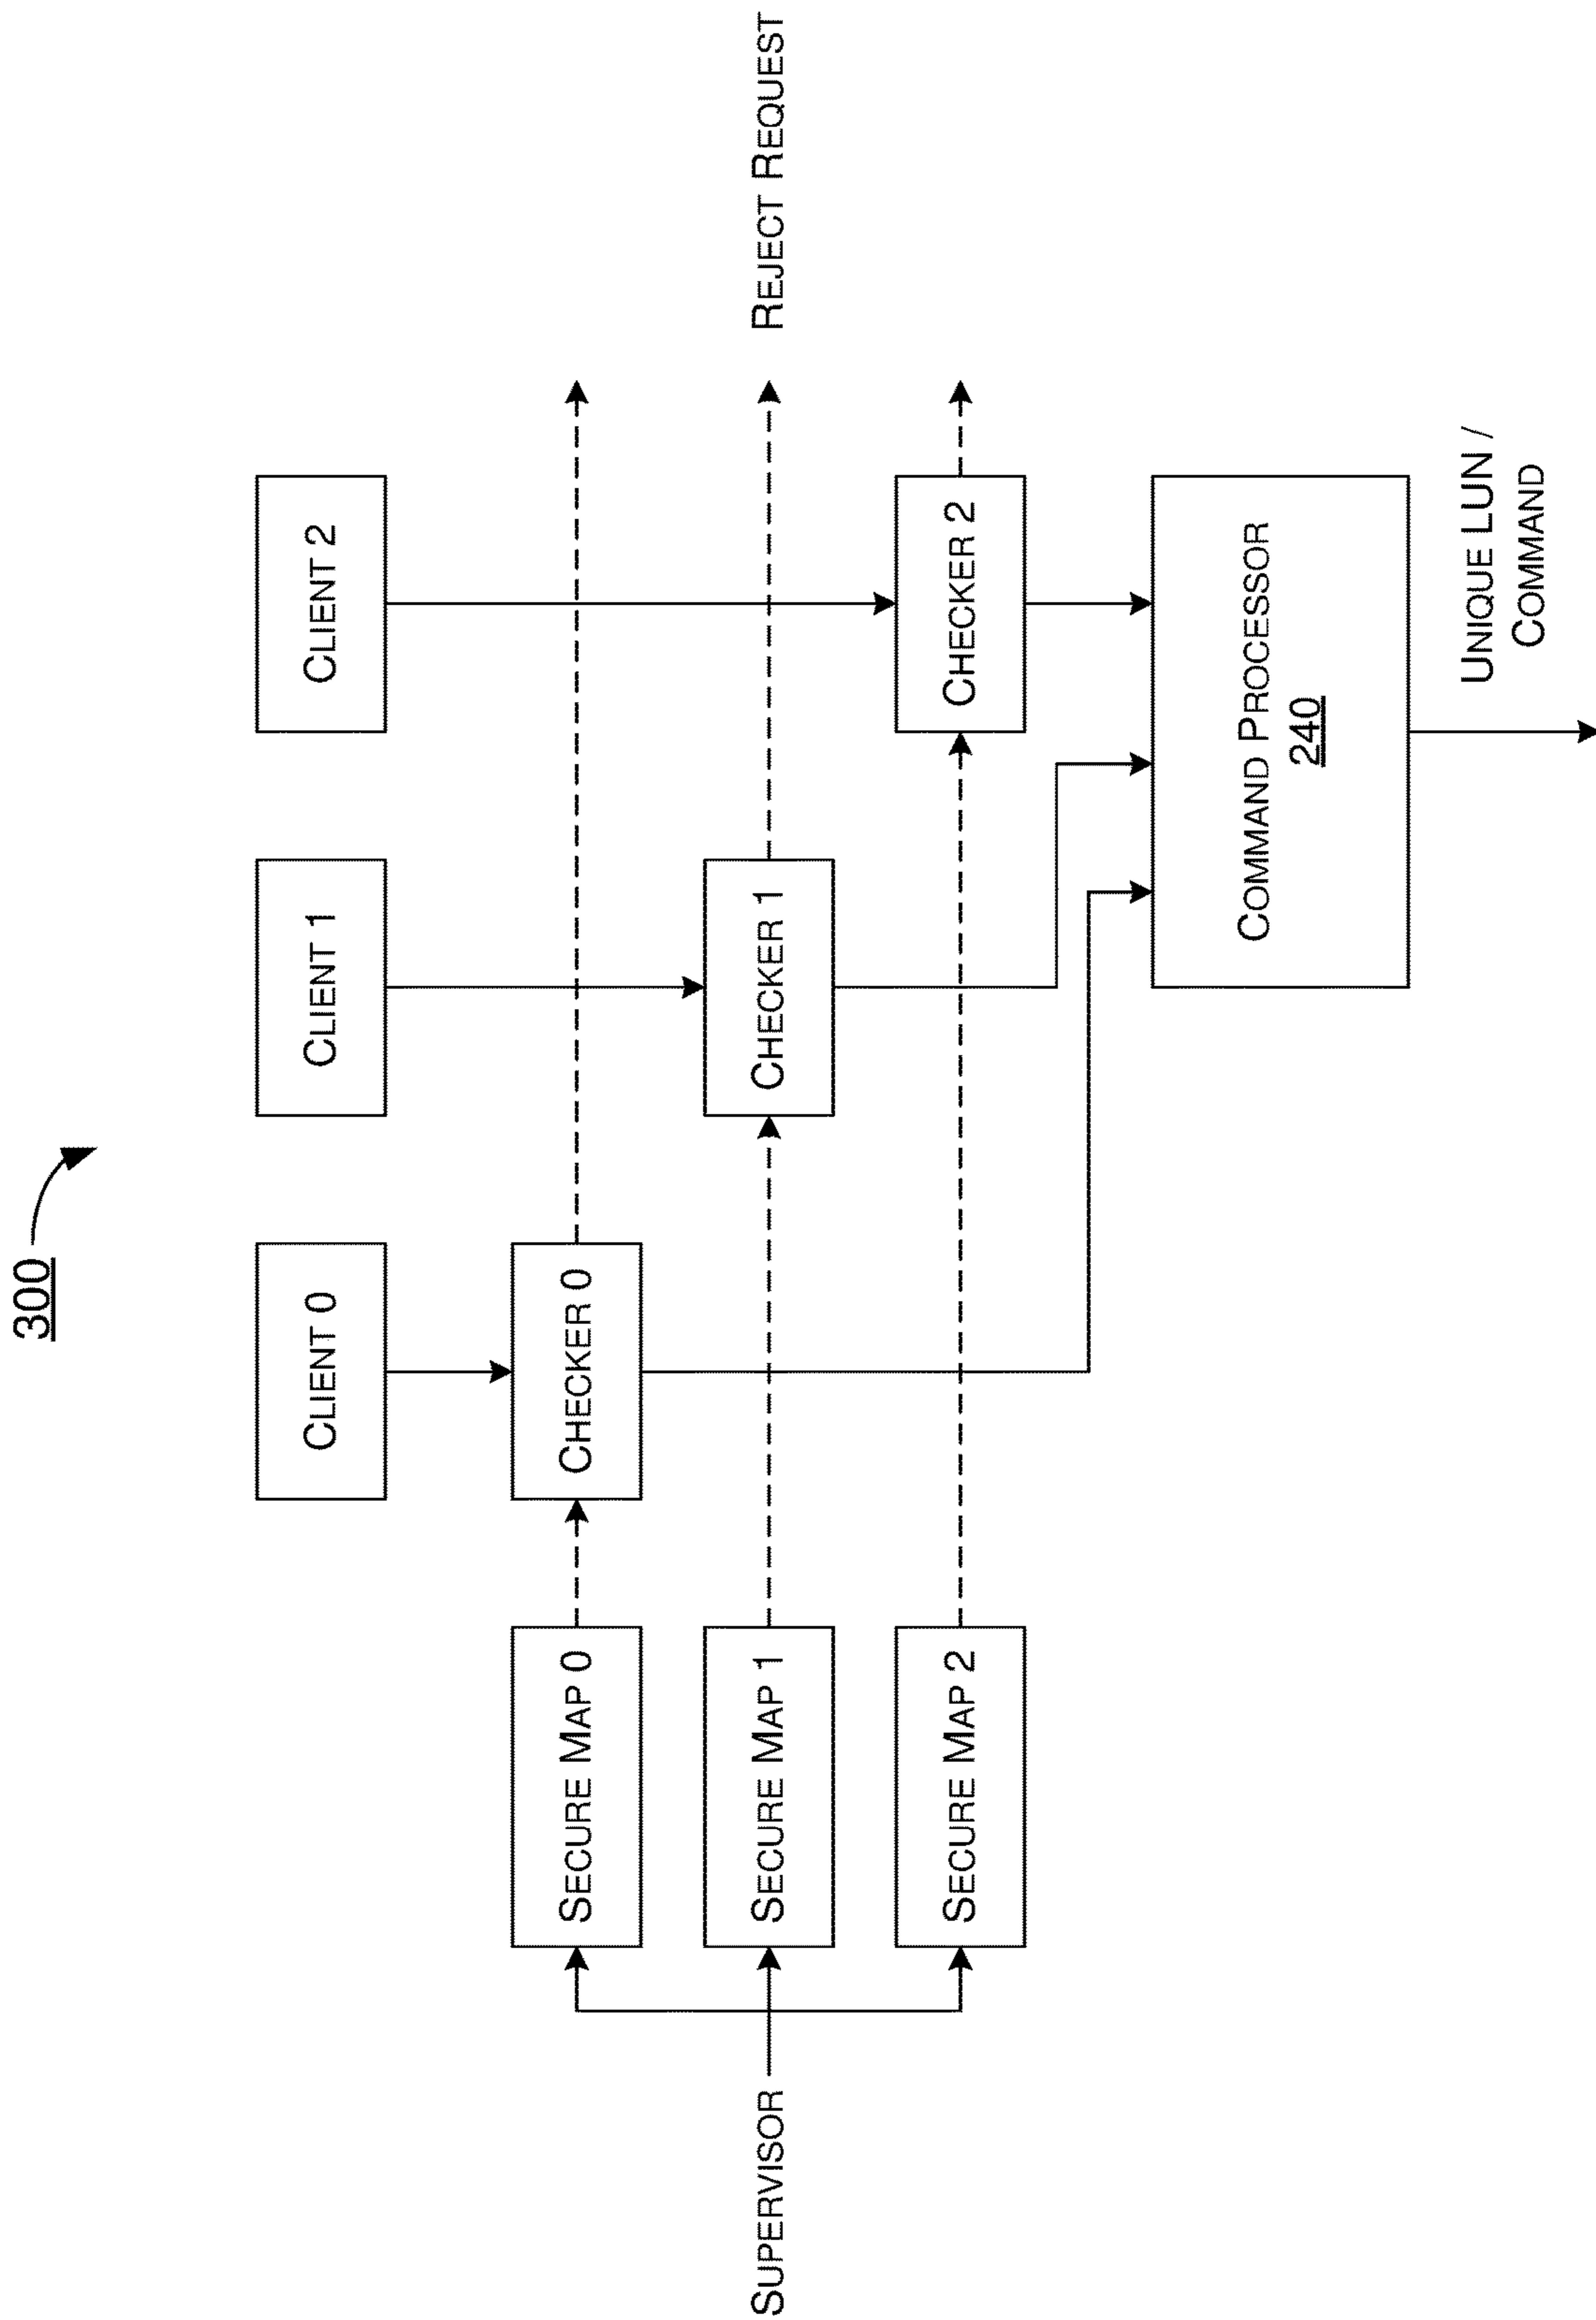 300
CLIENT 0
CLIENT 1
CLIENT 2
SECURE MAP 0
CHECKER 0
SUPERVISOR
SECURE MAP 1
CHECKER 1
REJECT REQUEST
SECURE MAP 2
CHECKER 2
COMMAND PROCESSOR
240
UNIQUE LUN /
COMMAND